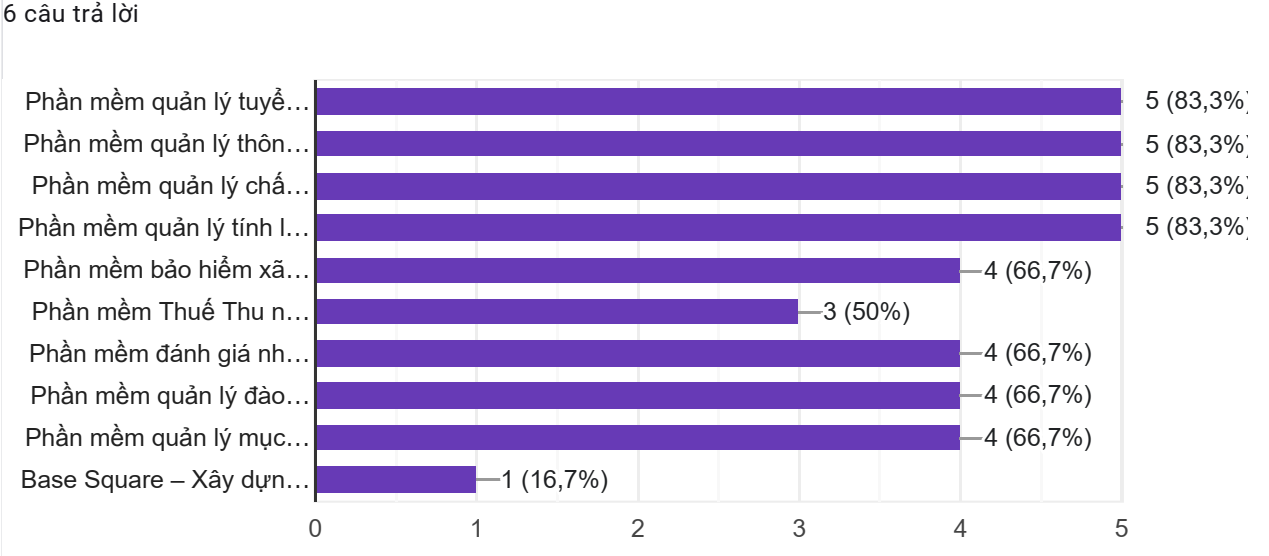 6 câu trả lời
Phần mềm quản lý tuyể… 5 (83,3%)
Phần mềm quản lý thôn… 5 (83,3%)
Phần mềm quản lý chấ… 5 (83,3%)
Phần mềm quản lý tính l… 5 (83,3%)
Phần mềm bảo hiểm xã… 4 (66,7%)
Phần mềm Thuế Thu n… 3 (50%)
Phần mềm đánh giá nh… 4 (66,7%)
Phần mềm quản lý đào… 4 (66,7%)
Phần mềm quản lý mục… 4 (66,7%)
Base Square – Xây dựn… 1 (16,7%)
0 1 2 3 4 5